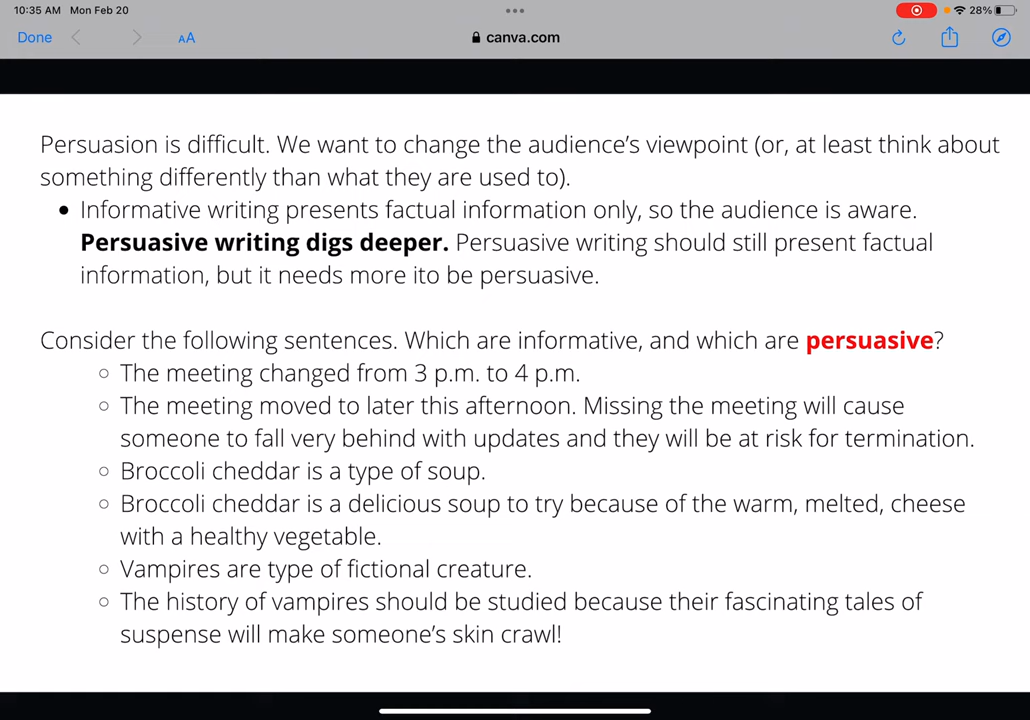 10:35 AM Mon Feb 20
28%
Done
AA
canva.com
Persuasion is difficult. We want to change the audience’s viewpoint (or, at least think about
something differently than what they are used to).
• Informative writing presents factual information only, so the audience is aware.
Persuasive writing digs deeper. Persuasive writing should still present factual
information, but it needs more ito be persuasive.
Consider the following sentences. Which are informative, and which are persuasive?
○ The meeting changed from 3 p.m. to 4 p.m.
○ The meeting moved to later this afternoon. Missing the meeting will cause
someone to fall very behind with updates and they will be at risk for termination.
○ Broccoli cheddar is a type of soup.
○ Broccoli cheddar is a delicious soup to try because of the warm, melted, cheese
with a healthy vegetable.
○ Vampires are type of fictional creature.
○ The history of vampires should be studied because their fascinating tales of
suspense will make someone’s skin crawl!